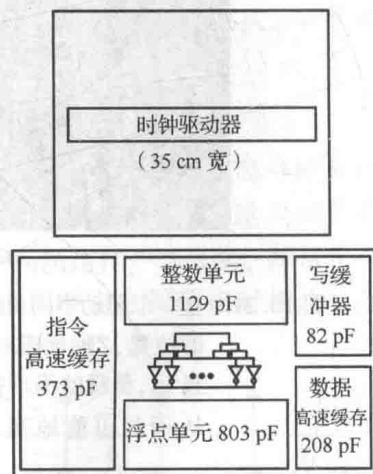 时钟驱动器
（35 cm 宽）
指令
高速缓存
373 pF
整数单元
1129 pF
写缓
冲器
82 pF
浮点单元 803 pF
数据
高速缓存
208 pF